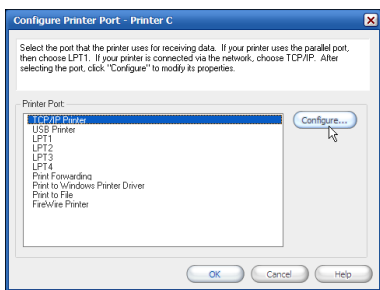 Configure Printer Port - Printer C
Select the port that the printer uses for receiving data. If your printer uses the parallel port,
then choose LPT1. If your printer is connected via the network, choose TCP/IP. After
selecting the port, click "Configure" to modify its properties.
Printer Port:
TCP/IP Printer
USB Printer
LPT1
LPT2
LPT3
LPT4
Print Forwarding
Print to Windows Printer Driver
Print to File
FireWire Printer
Configure...
OK Cancel Help